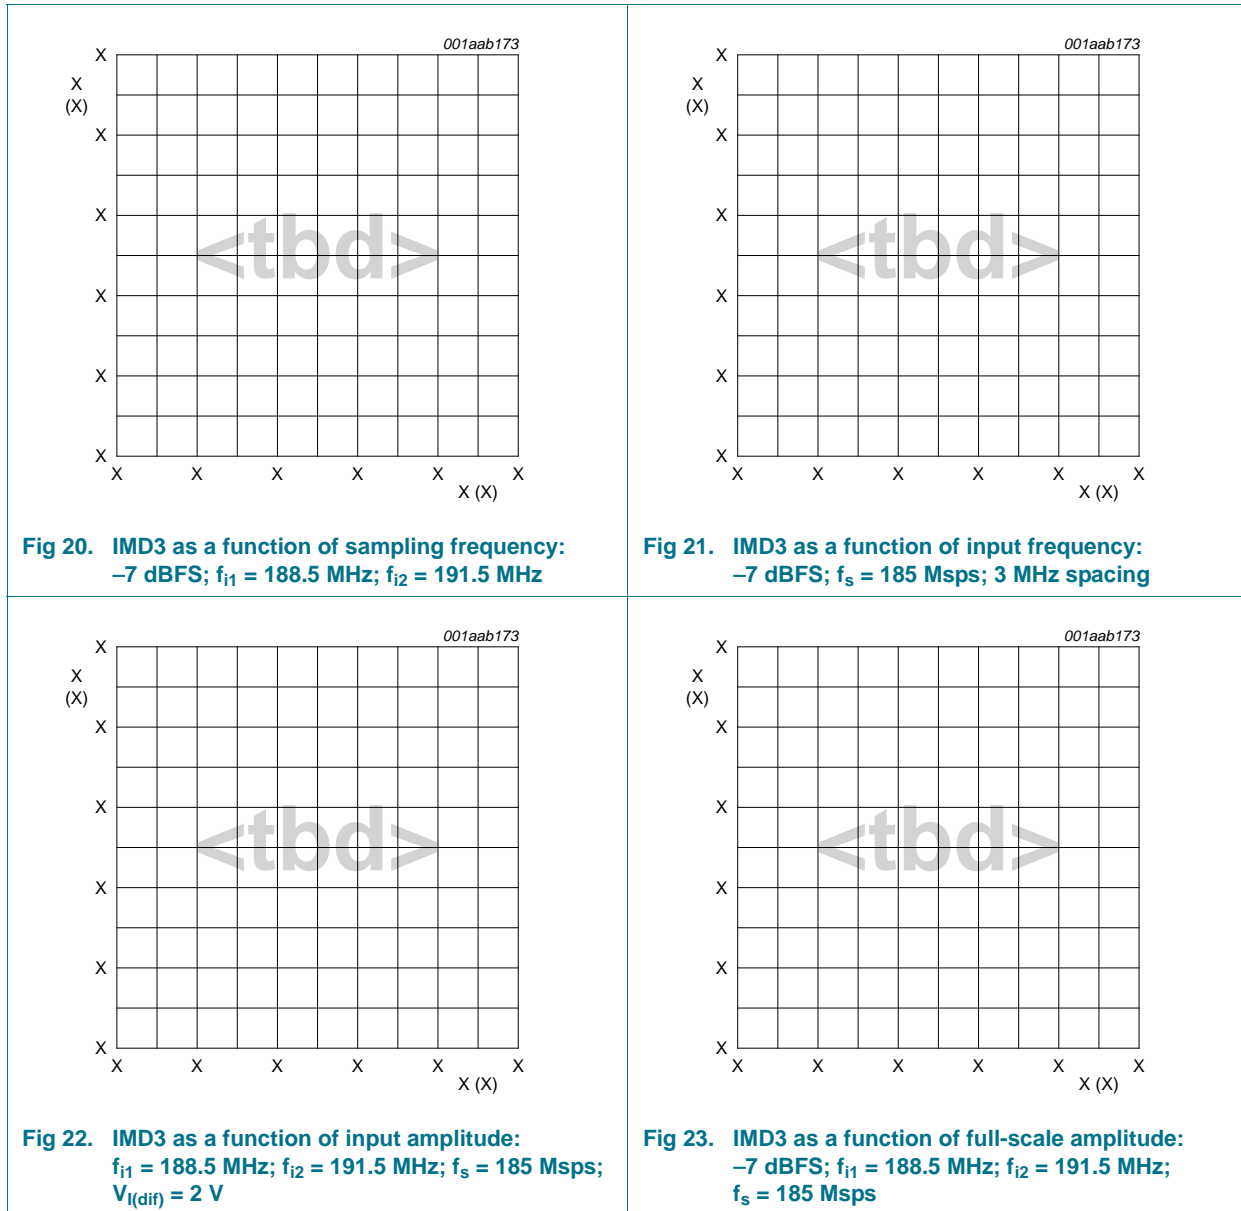 001aab173
X
X
(X)
X
X
<tbd>
X
X
X
X X X X X X
X (X)
Fig 20. IMD3 as a function of sampling frequency:
–7 dBFS; fi1 = 188.5 MHz; fi2 = 191.5 MHz
001aab173
X
X
(X)
X
X
<tbd>
X
X
X
X X X X X X
X (X)
Fig 21. IMD3 as a function of input frequency:
–7 dBFS; fs = 185 Msps; 3 MHz spacing
001aab173
X
X
(X)
X
X
<tbd>
X
X
X
X X X X X X
X (X)
Fig 22. IMD3 as a function of input amplitude:
fi1 = 188.5 MHz; fi2 = 191.5 MHz; fs = 185 Msps;
VI(dif) = 2 V
001aab173
X
X
(X)
X
X
<tbd>
X
X
X
X X X X X X
X (X)
Fig 23. IMD3 as a function of full-scale amplitude:
–7 dBFS; fi1 = 188.5 MHz; fi2 = 191.5 MHz;
fs = 185 Msps